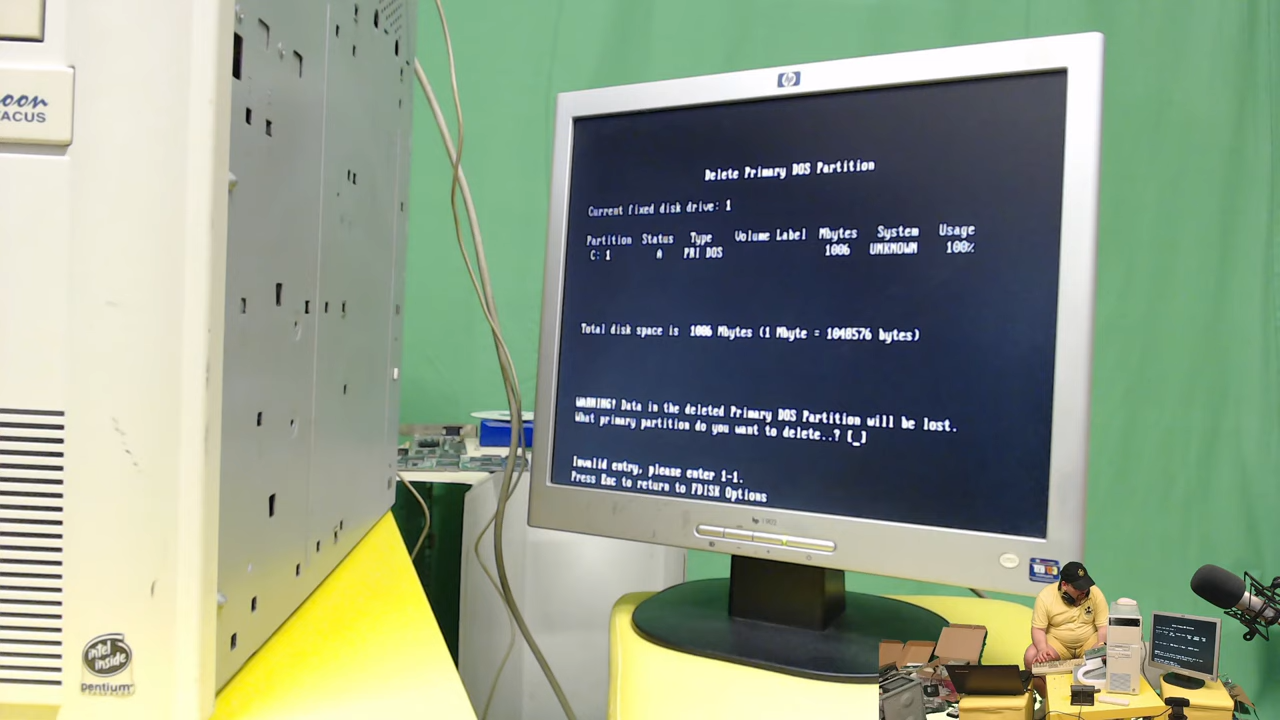 oon
TACUS
hp
Delete Primary DOS Partition
Current fixed disk drive: 1
Partition Status Type Volume Label Mbytes System Usage
C: 1 A PRI DOS 1006 UNKNOWN 100%
Total disk space is 1006 Mbytes (1 Mbyte = 1048576 bytes)
WARNING! Data in the deleted Primary DOS Partition will be lost.
What primary partition do you want to delete..? [_]
Invalid entry, please enter 1-1.
Press Esc to return to FDISK Options
intel
inside
pentium